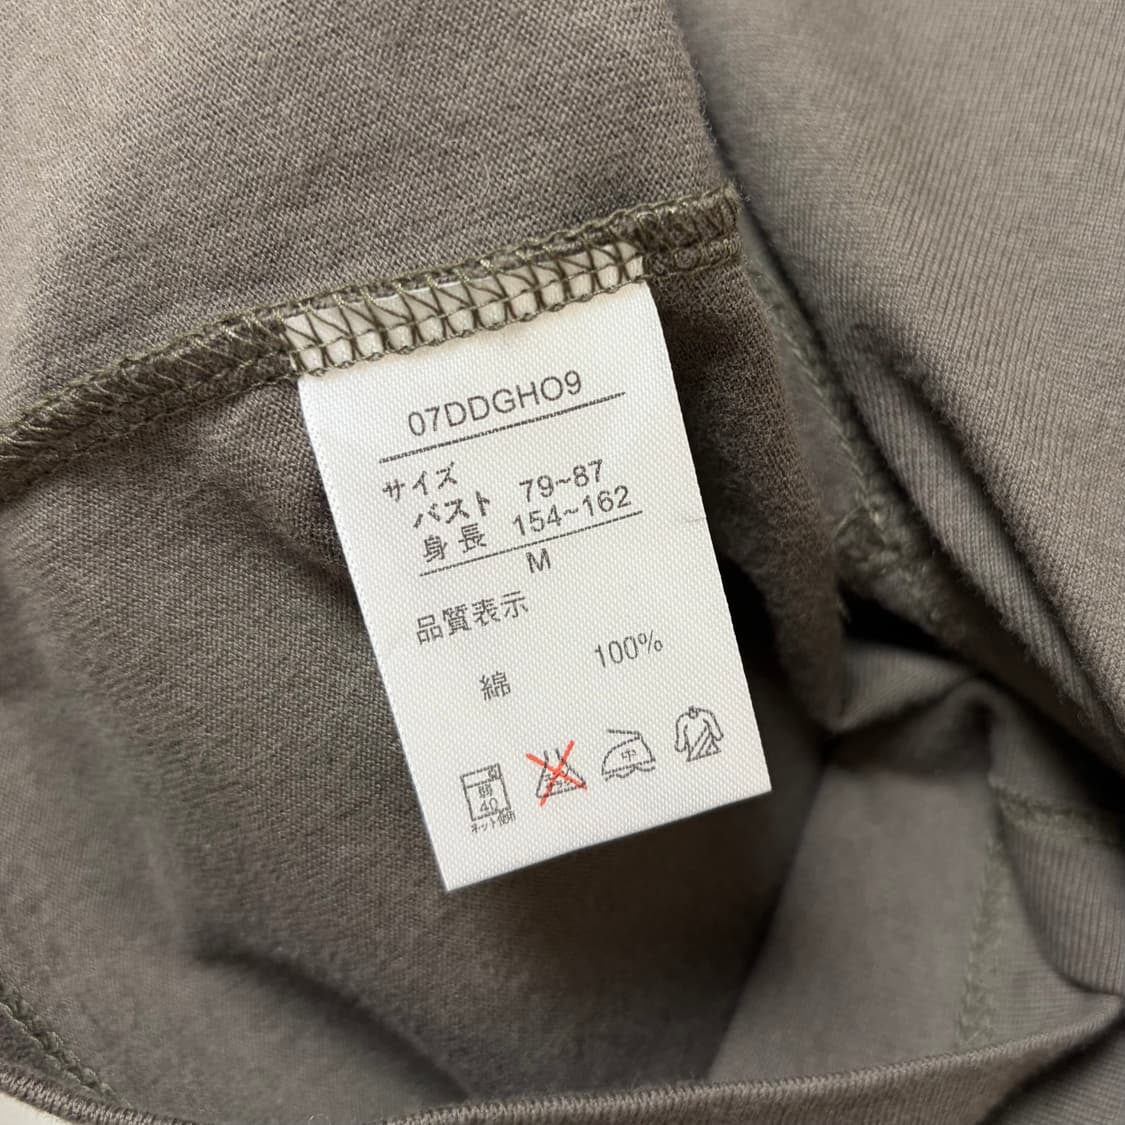 07DDGHO9
サイズ
バスト 79~87
身長 154~162
M
品質表示
綿 100%
弱
40
ネット使用
中